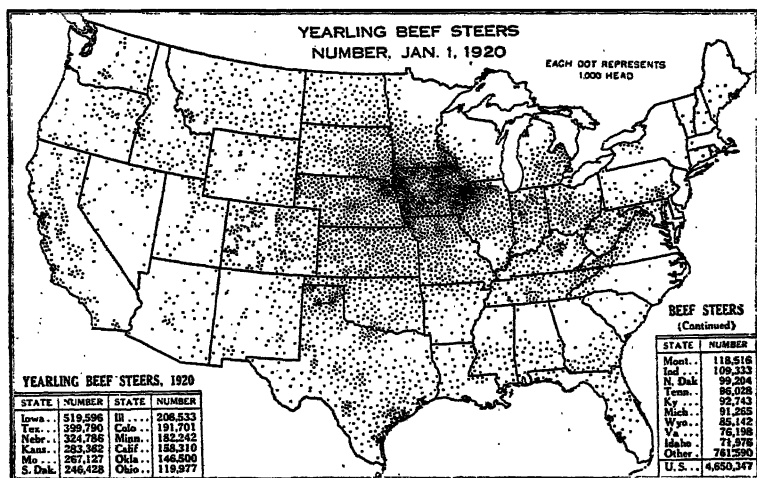 YEARLING BEEF STEERS
NUMBER, JAN. 1, 1920
EACH DOT REPRESENTS
1,000 HEAD
YEARLING BEEF STEERS, 1920
STATE NUMBER STATE NUMBER
Iowa... 519,596 Ill.... 208,533
Tex... 399,790 Colo.. 191,701
Nebr.. 324,786 Minn.. 182,242
Kans.. 283,362 Calif.. 158,310
Mo... 267,127 Okla.. 146,500
S. Dak. 246,428 Ohio.. 119,977
BEEF STEERS
(Continued)
STATE NUMBER
Mont.. 118,516
Ind... 109,333
N. Dak 99,204
Tenn.. 96,028
Ky... 92,743
Mich.. 91,265
Wyo.. 85,142
Va... 76,198
Idaho. 71,976
Other. 761,590
U.S... 4,650,347